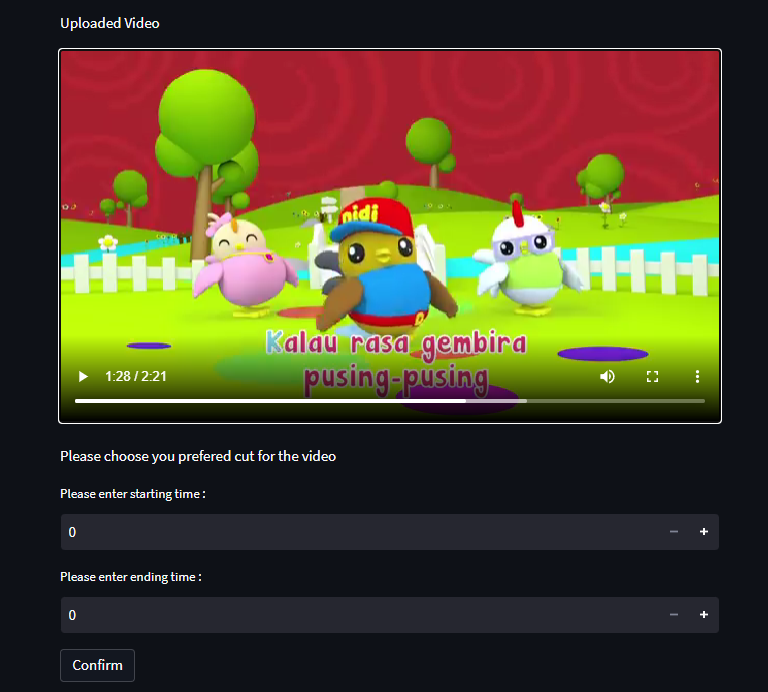 Uploaded Video
nidi
Kalau rasa gembira
pusing-pusing
1:28 / 2:21
Please choose you prefered cut for the video
Please enter starting time :
0
Please enter ending time :
0
Confirm